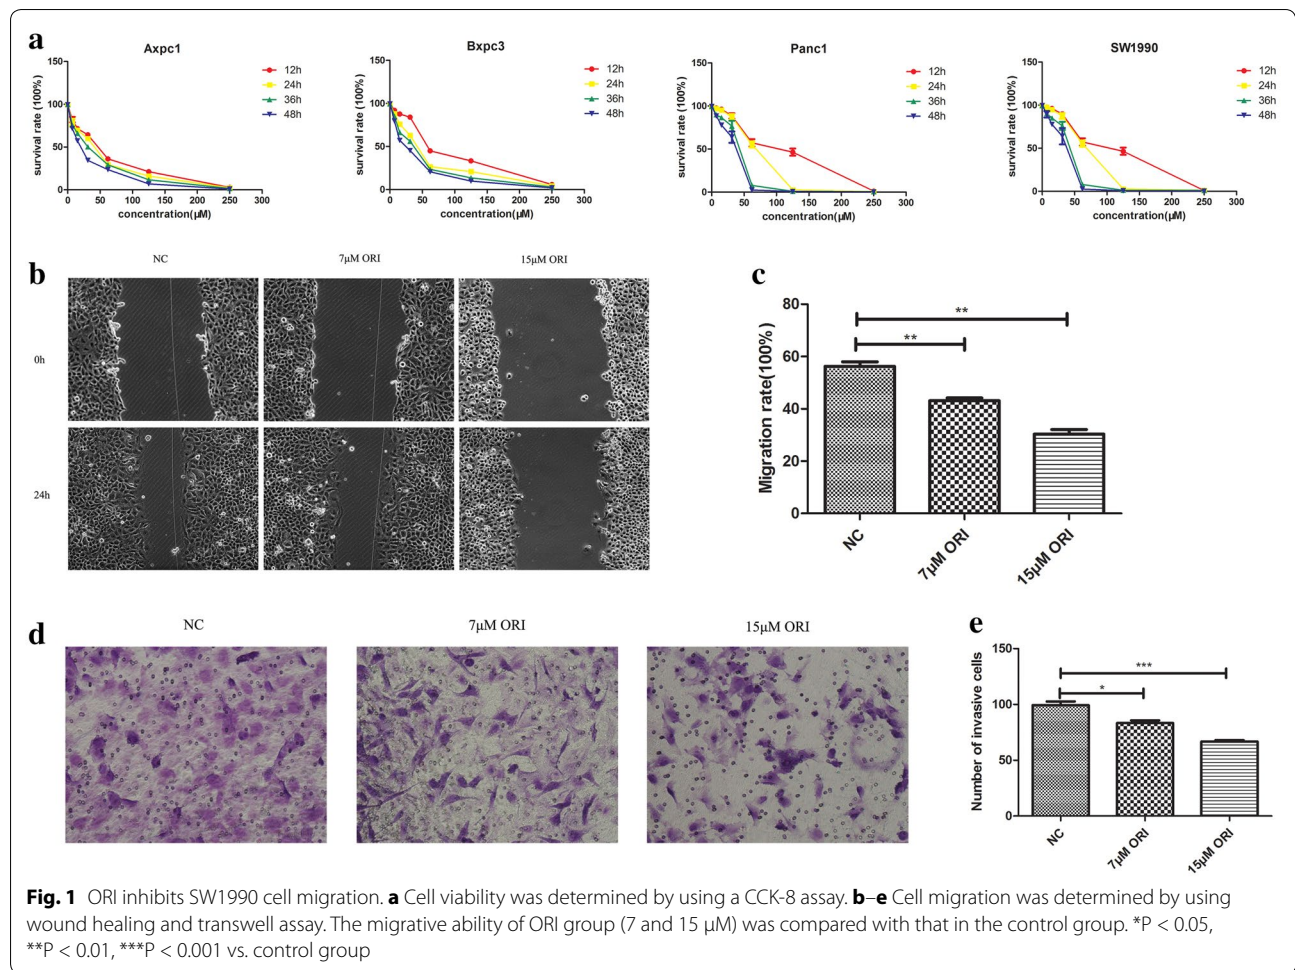 a
Axpc1
survival rate (100%)
150
100
50
0
0 50 100 150 200 250 300
concentration(μM)
12h
24h
36h
48h
Bxpc3
survival rate (100%)
150
100
50
0
0 50 100 150 200 250 300
concentration(μM)
12h
24h
36h
48h
Panc1
survival rate (100%)
150
100
50
0
0 50 100 150 200 250 300
concentration(μM)
12h
24h
36h
48h
SW1990
survival rate (100%)
150
100
50
0
0 50 100 150 200 250 300
concentration(μM)
12h
24h
36h
48h
b
NC 7μM ORI 15μM ORI
0h
24h
c
Migration rate(100%)
80
60
40
20
0
**
**
NC 7μM ORI 15μM ORI
d
NC 7μM ORI 15μM ORI
e
Number of invasive cells
150
100
50
0
***
*
NC 7μM ORI 15μM ORI
Fig. 1 ORI inhibits SW1990 cell migration. a Cell viability was determined by using a CCK-8 assay. b–e Cell migration was determined by using
wound healing and transwell assay. The migrative ability of ORI group (7 and 15 μM) was compared with that in the control group. *P < 0.05,
**P < 0.01, ***P < 0.001 vs. control group